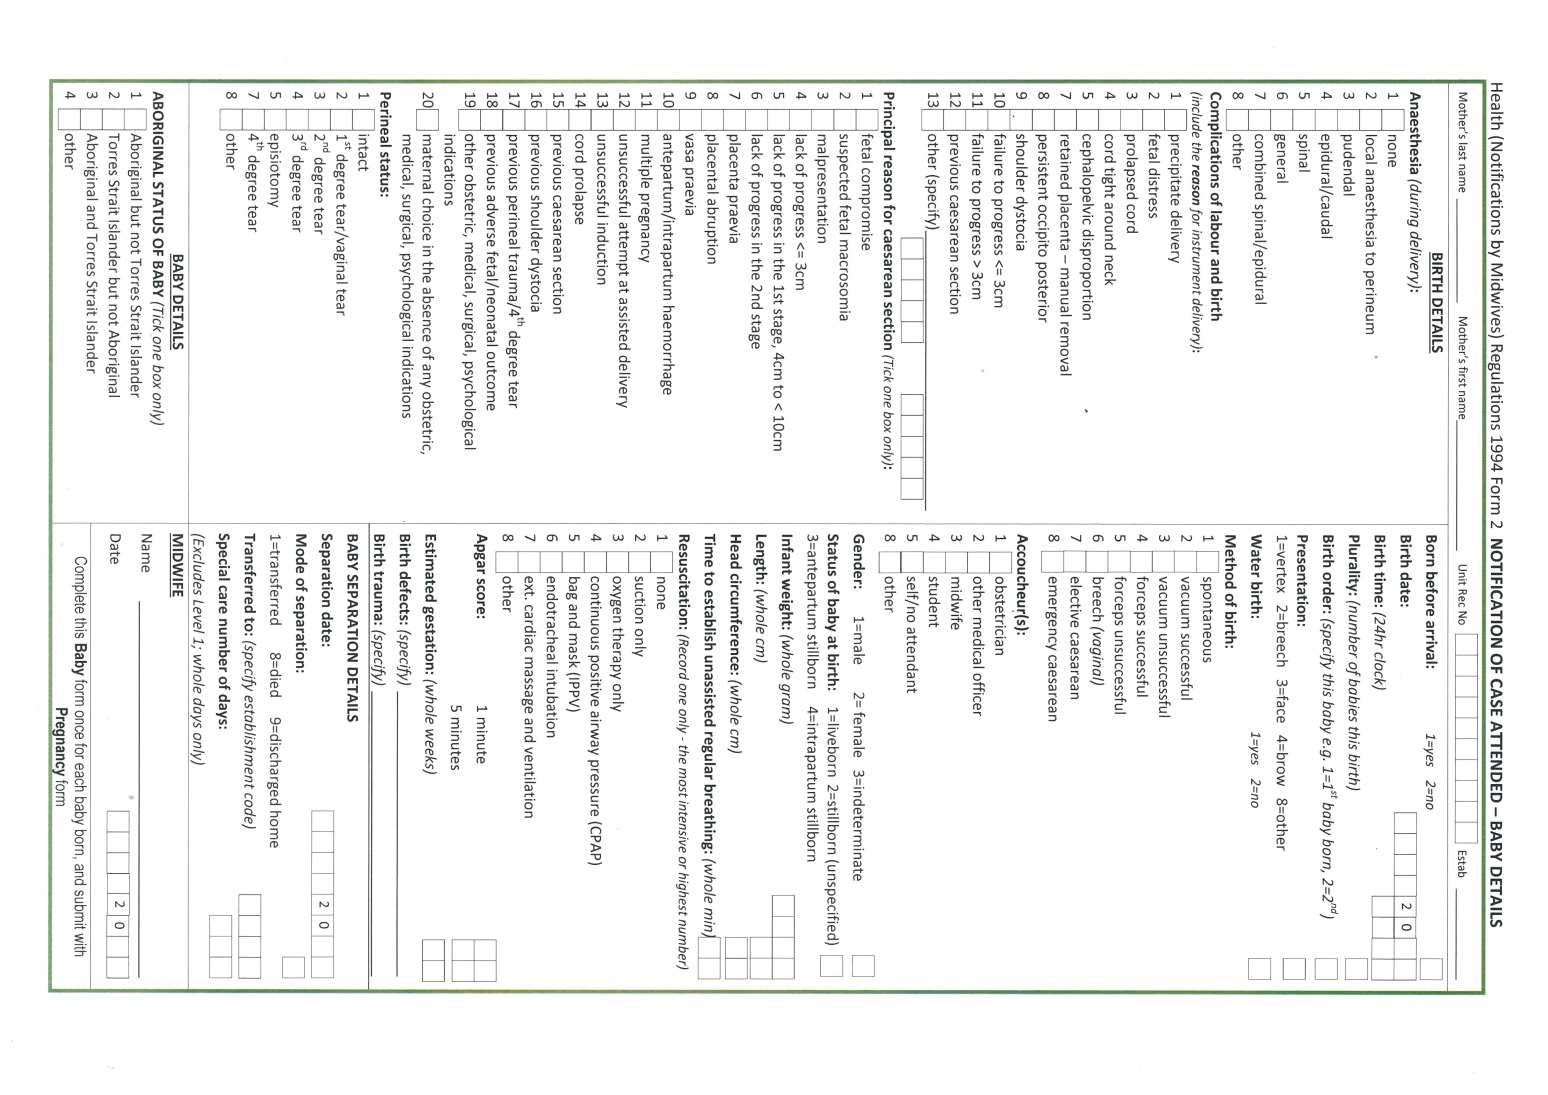 Health (Notifications by Midwives) Regulations 1994 Form 2 NOTIFICATION OF CASE ATTENDED – BABY DETAILS
Mother's last name Mother's first name Unit Rec No Estab
BIRTH DETAILS
Anaesthesia (during delivery):
1 none
2 local anaesthesia to perineum
3 pudendal
4 epidural/caudal
5 spinal
6 general
7 combined spinal/epidural
8 other
Complications of labour and birth
(include the reason for instrument delivery):
1 precipitate delivery
2 fetal distress
3 prolapsed cord
4 cord tight around neck
5 cephalopelvic disproportion
7 retained placenta – manual removal
8 persistent occipito posterior
9 shoulder dystocia
10 failure to progress <= 3cm
11 failure to progress > 3cm
12 previous caesarean section
13 other (specify)
Principal reason for caesarean section (Tick one box only):
1 fetal compromise
2 suspected fetal macrosomia
3 malpresentation
4 lack of progress <= 3cm
5 lack of progress in the 1st stage, 4cm to < 10cm
6 lack of progress in the 2nd stage
7 placenta praevia
8 placental abruption
9 vasa praevia
10 antepartum/intrapartum haemorrhage
11 multiple pregnancy
12 unsuccessful attempt at assisted delivery
13 unsuccessful induction
14 cord prolapse
15 previous caesarean section
16 previous shoulder dystocia
17 previous perineal trauma/4th degree tear
18 previous adverse fetal/neonatal outcome
19 other obstetric, medical, surgical, psychological
indications
20 maternal choice in the absence of any obstetric,
medical, surgical, psychological indications
Perineal status:
1 intact
2 1st degree tear/vaginal tear
3 2nd degree tear
4 3rd degree tear
5 episiotomy
7 4th degree tear
8 other
BABY DETAILS
ABORIGINAL STATUS OF BABY (Tick one box only)
1 Aboriginal but not Torres Strait Islander
2 Torres Strait Islander but not Aboriginal
3 Aboriginal and Torres Strait Islander
4 other
Born before arrival: 1=yes 2=no
Birth date: 2 0
Birth time: (24hr clock)
Plurality: (number of babies this birth)
Birth order: (specify this baby e.g. 1=1st baby born, 2=2nd)
Presentation:
1=vertex 2=breech 3=face 4=brow 8=other
Water birth: 1=yes 2=no
Method of birth:
1 spontaneous
2 vacuum successful
3 vacuum unsuccessful
4 forceps successful
5 forceps unsuccessful
6 breech (vaginal)
7 elective caesarean
8 emergency caesarean
Accoucheur(s):
1 obstetrician
2 other medical officer
3 midwife
4 student
5 self/no attendant
8 other
Gender: 1=male 2= female 3=indeterminate
Status of baby at birth: 1=liveborn 2=stillborn (unspecified)
3=antepartum stillborn 4=intrapartum stillborn
Infant weight: (whole gram)
Length: (whole cm)
Head circumference: (whole cm)
Time to establish unassisted regular breathing: (whole min)
Resuscitation: (Record one only - the most intensive or highest number)
1 none
2 suction only
3 oxygen therapy only
4 continuous positive airway pressure (CPAP)
5 bag and mask (IPPV)
6 endotracheal intubation
7 ext. cardiac massage and ventilation
8 other
Apgar score: 1 minute
5 minutes
Estimated gestation: (whole weeks)
Birth defects: (specify)
Birth trauma: (specify)
BABY SEPARATION DETAILS
Separation date: 2 0
Mode of separation:
1=transferred 8=died 9=discharged home
Transferred to: (specify establishment code)
Special care number of days:
(Excludes Level 1; whole days only)
MIDWIFE
Name
Date 2 0
Complete this Baby form once for each baby born, and submit with
Pregnancy form